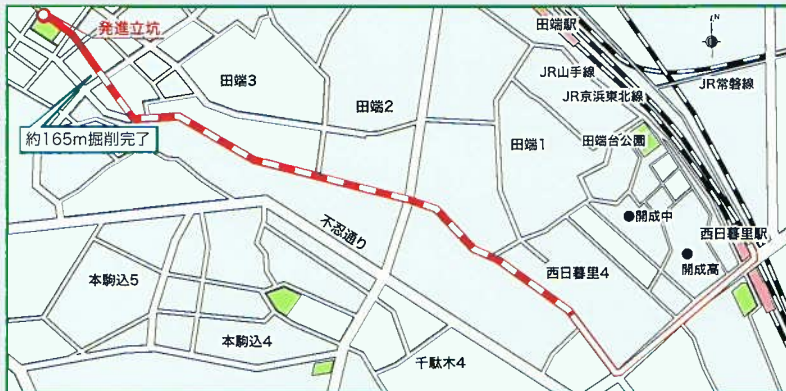 発進立坑
田端駅
N
JR山手線
JR京浜東北線
JR常磐線
田端3
田端2
田端1
田端台公園
約165m掘削完了
●開成中
西日暮里駅
●
開成高
不忍通り
西日暮里4
本駒込5
本駒込4
千駄木4